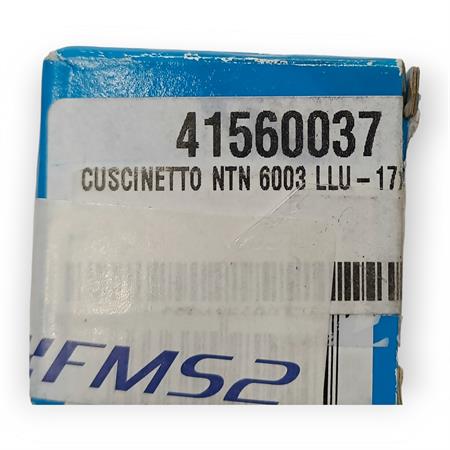 41560037
CUSCINETTO NTN 6003 LLU - 17
FMS2